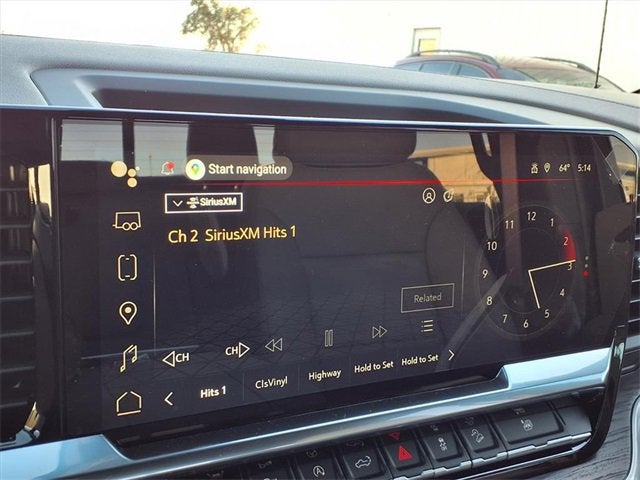 Start navigation
64° 5:14
SiriusXM
Ch 2 SiriusXM Hits 1
12
1
2
3
4
5
6
7
8
9
10
Related
CH
CH
Hits 1 ClsVinyl Highway Hold to Set Hold to Set